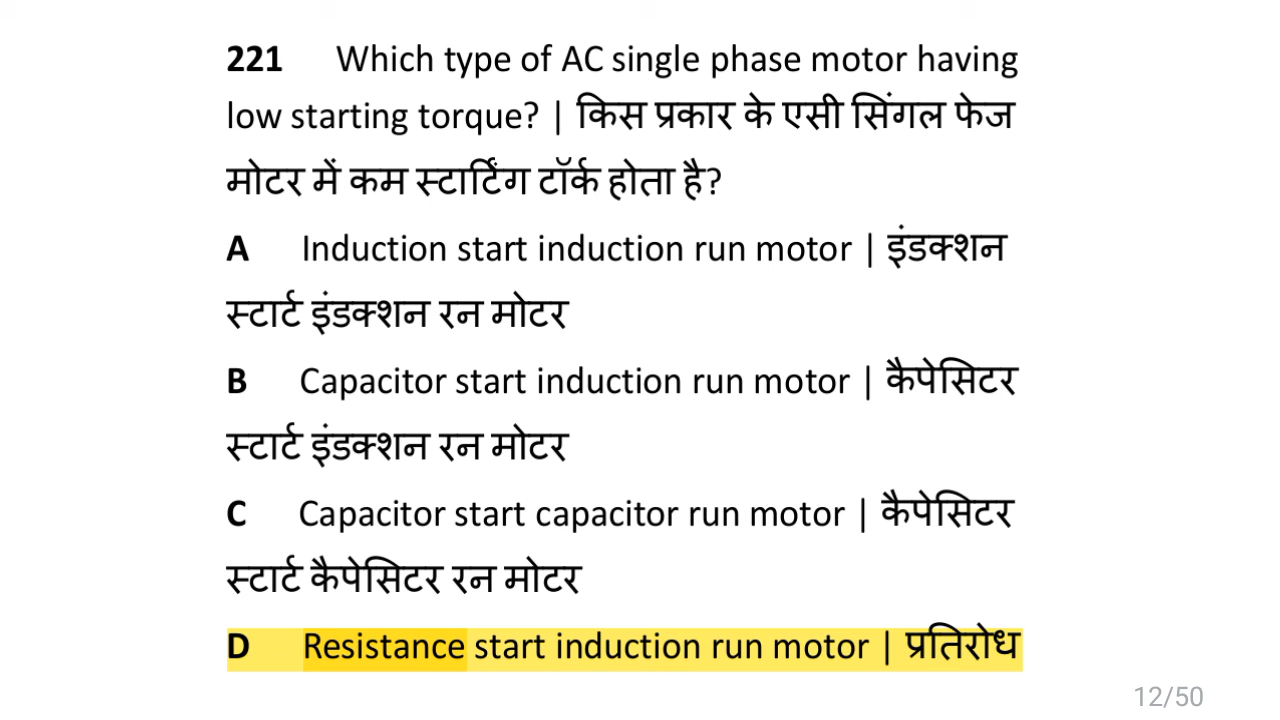 221 Which type of AC single phase motor having
low starting torque? | किस प्रकार के एसी सिंगल फेज
मोटर में कम स्टार्टिंग टॉर्क होता है?
A Induction start induction run motor | इंडक्शन
स्टार्ट इंडक्शन रन मोटर
B Capacitor start induction run motor | कैपेसिटर
स्टार्ट इंडक्शन रन मोटर
C Capacitor start capacitor run motor | कैपेसिटर
स्टार्ट कैपेसिटर रन मोटर
D Resistance start induction run motor | प्रतिरोध
12/50